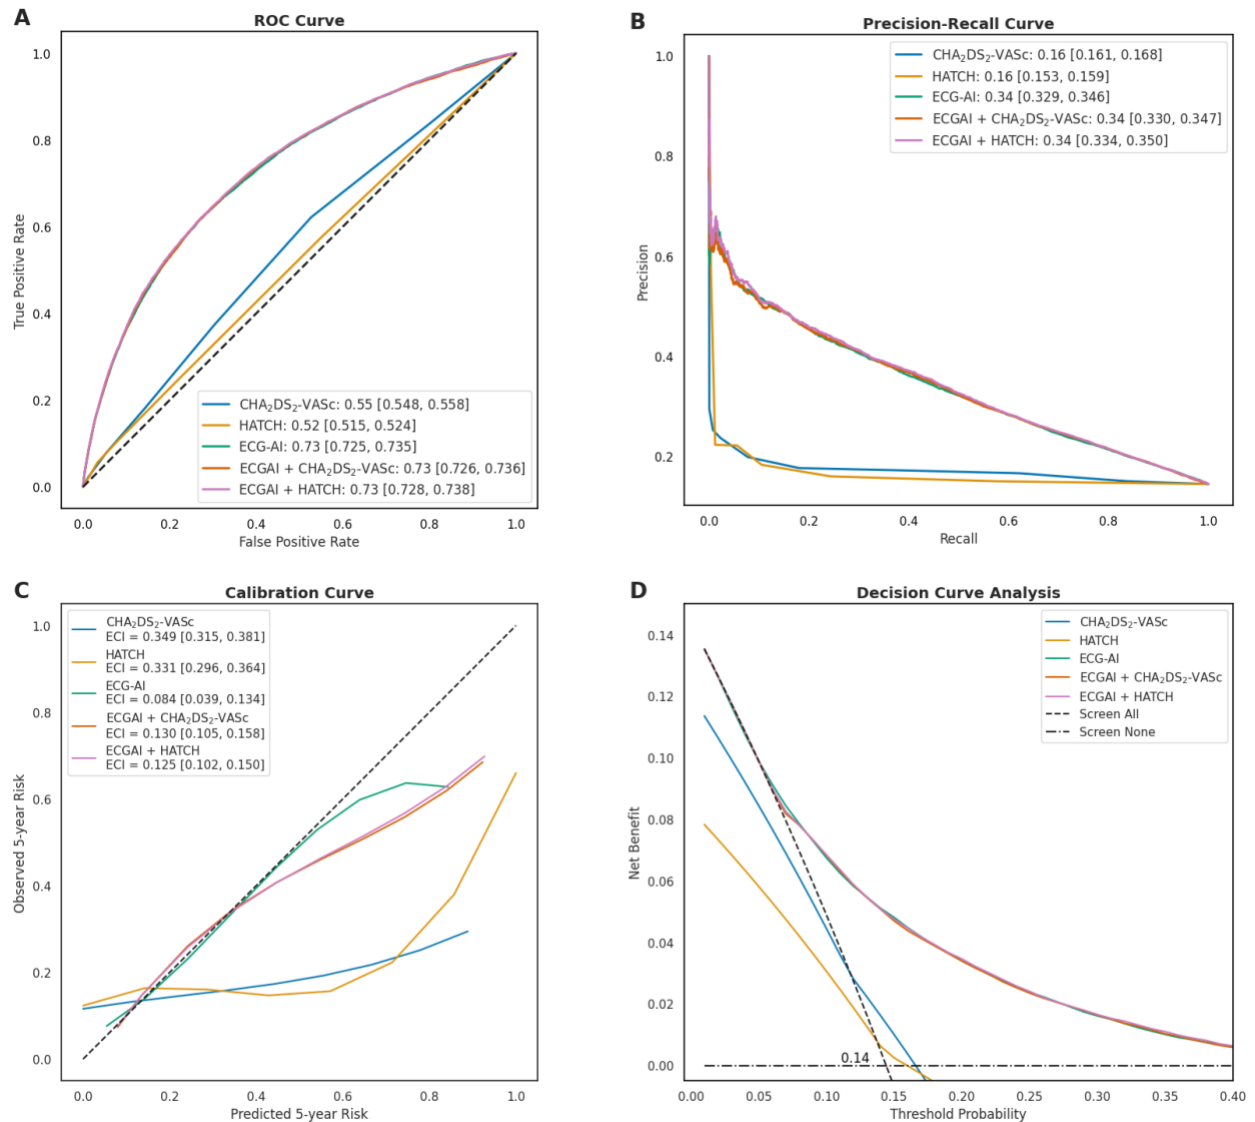 A
ROC Curve
True Positive Rate
1.0
0.8
0.6
0.4
0.2
0.0
CHA₂DS₂-VASc: 0.55 [0.548, 0.558]
HATCH: 0.52 [0.515, 0.524]
ECG-AI: 0.73 [0.725, 0.735]
ECGAI + CHA₂DS₂-VASc: 0.73 [0.726, 0.736]
ECGAI + HATCH: 0.73 [0.728, 0.738]
0.0 0.2 0.4 0.6 0.8 1.0
False Positive Rate
B
Precision-Recall Curve
Precision
1.0
0.8
0.6
0.4
0.2
CHA₂DS₂-VASc: 0.16 [0.161, 0.168]
HATCH: 0.16 [0.153, 0.159]
ECG-AI: 0.34 [0.329, 0.346]
ECGAI + CHA₂DS₂-VASc: 0.34 [0.330, 0.347]
ECGAI + HATCH: 0.34 [0.334, 0.350]
0.0 0.2 0.4 0.6 0.8 1.0
Recall
C
Calibration Curve
Observed 5-year Risk
1.0
0.8
0.6
0.4
0.2
0.0
CHA₂DS₂-VASc
ECI = 0.349 [0.315, 0.381]
HATCH
ECI = 0.331 [0.296, 0.364]
ECG-AI
ECI = 0.084 [0.039, 0.134]
ECGAI + CHA₂DS₂-VASc
ECI = 0.130 [0.105, 0.158]
ECGAI + HATCH
ECI = 0.125 [0.102, 0.150]
0.0 0.2 0.4 0.6 0.8 1.0
Predicted 5-year Risk
D
Decision Curve Analysis
Net Benefit
0.14
0.12
0.10
0.08
0.06
0.04
0.02
0.00
CHA₂DS₂-VASc
HATCH
ECG-AI
ECGAI + CHA₂DS₂-VASc
ECGAI + HATCH
Screen All
Screen None
0.14
0.00 0.05 0.10 0.15 0.20 0.25 0.30 0.35 0.40
Threshold Probability